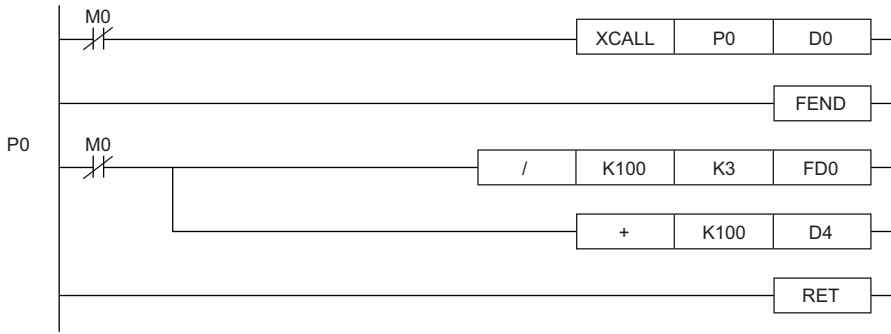 M0
XCALL P0 D0
FEND
P0 M0
/ K100 K3 FD0
+ K100 D4
RET